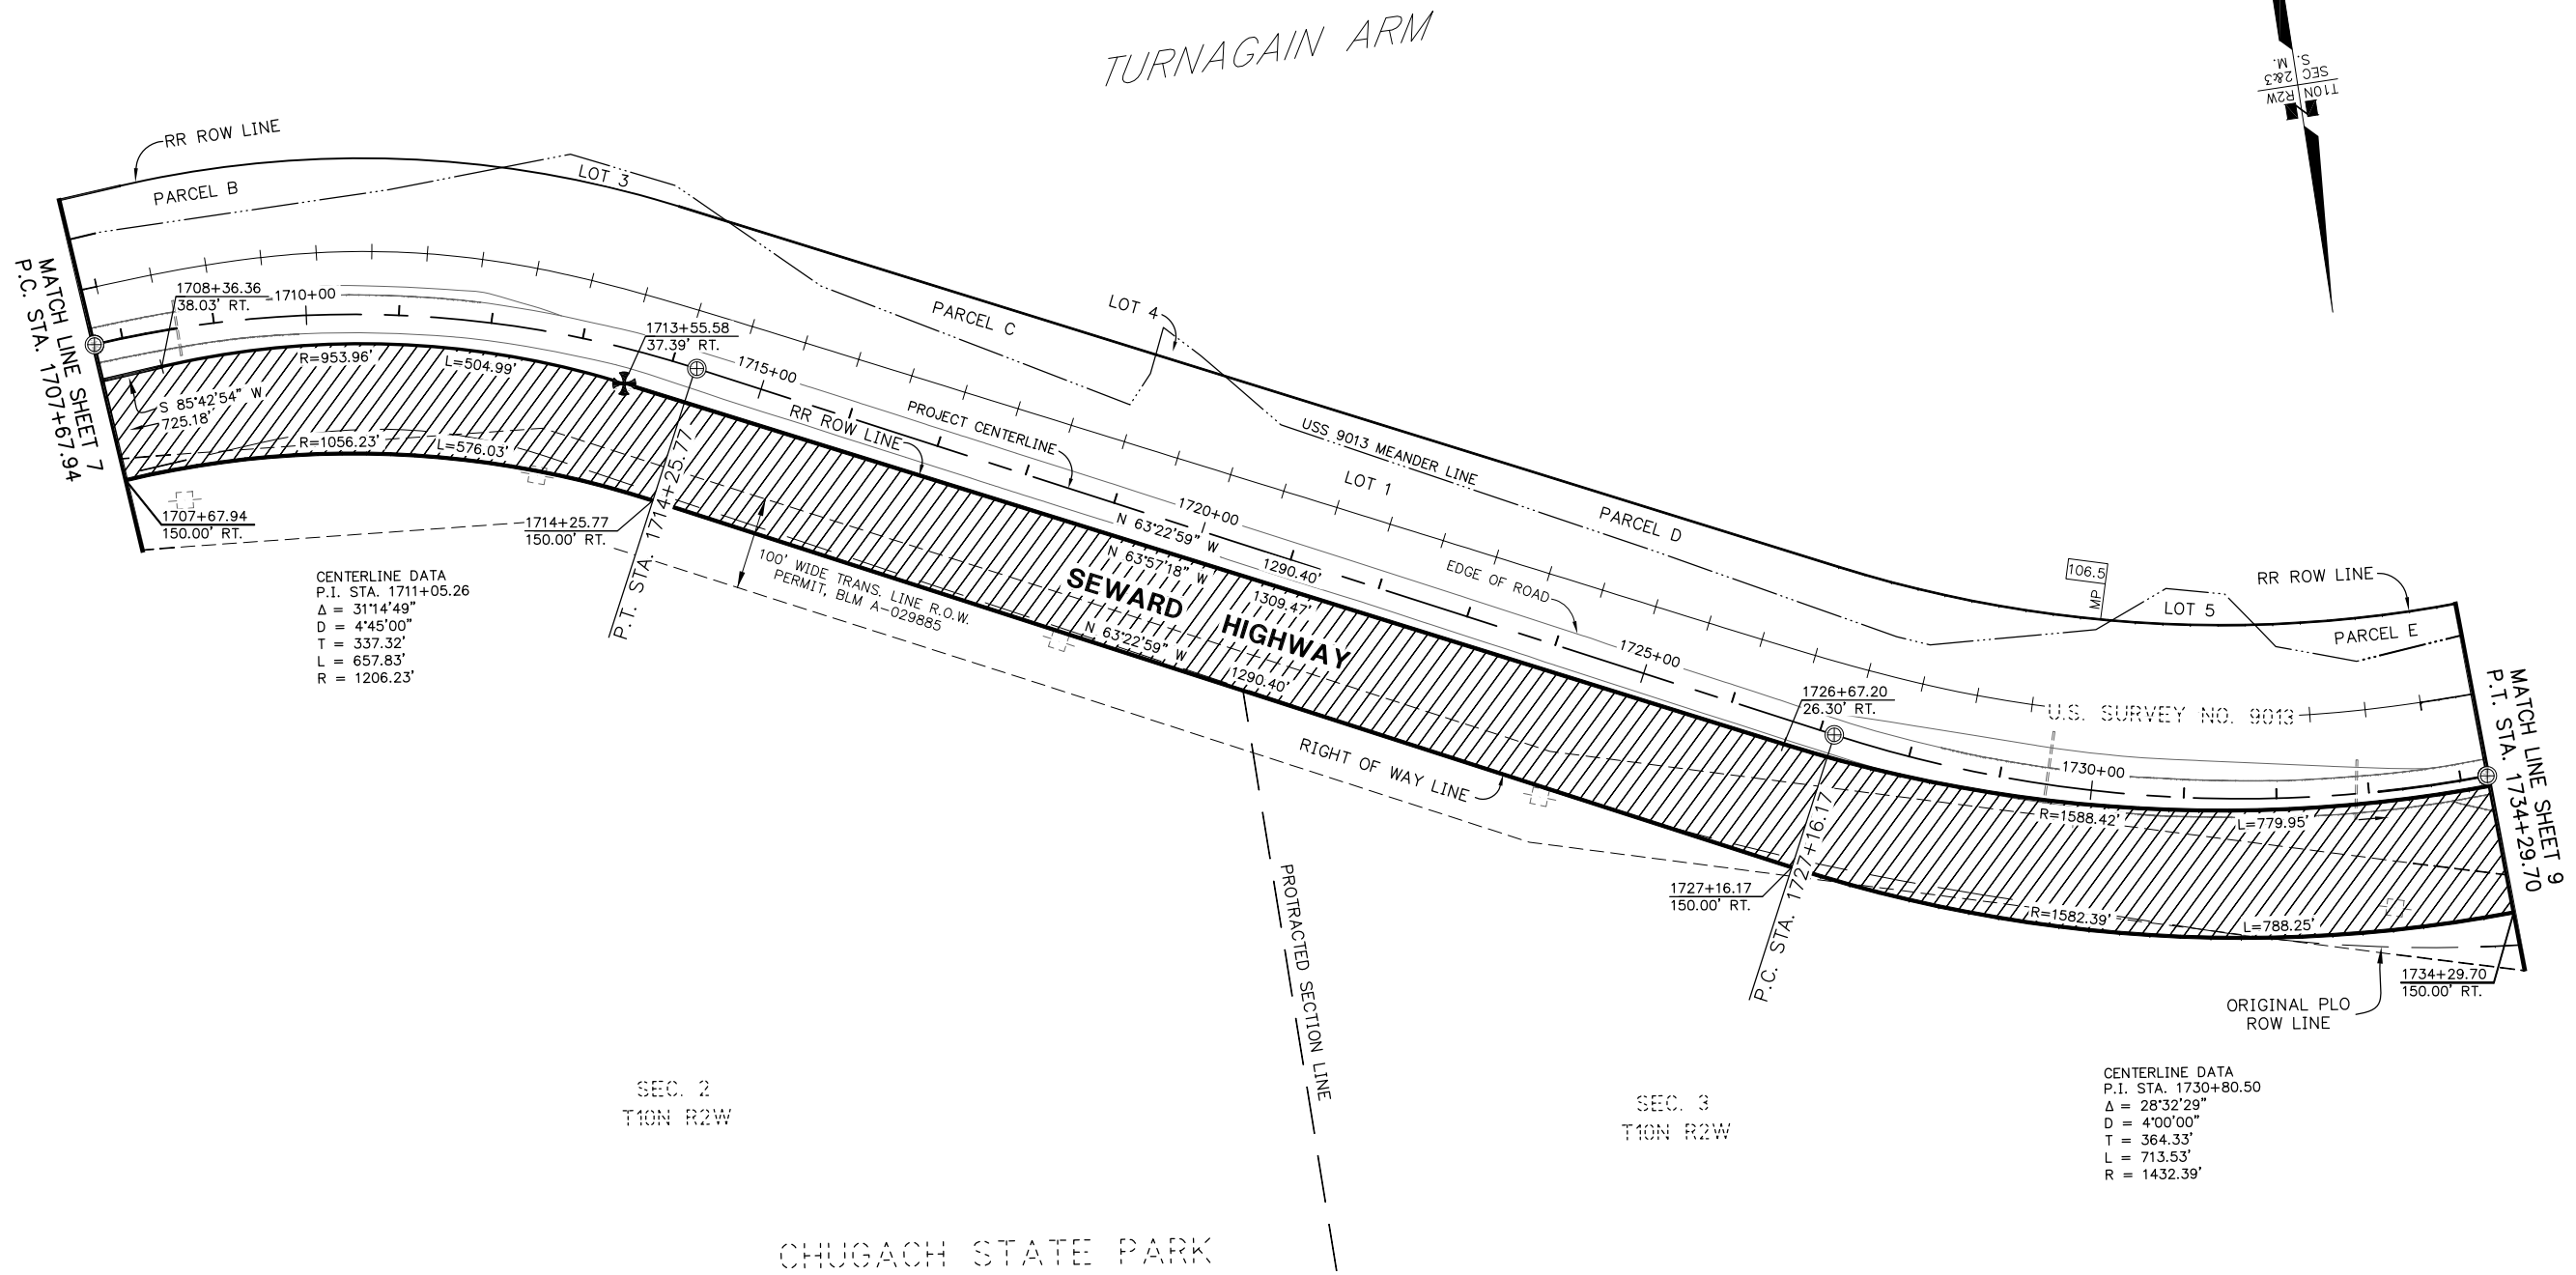 TURNAGAIN ARM
T10N R2W
SEC 2&3
S. M.
N
RR ROW LINE
PARCEL B
LOT 3
MATCH LINE SHEET 7
P.C. STA. 1707+67.94
1708+36.36
38.03' RT.
1710+00
1713+55.58
37.39' RT.
R=953.96'
L=504.99'
S 85°42'54" W
725.18'
R=1056.23'
L=576.03'
1707+67.94
150.00' RT.
1714+25.77
150.00' RT.
P.T. STA. 1714+25.77
CENTERLINE DATA
P.I. STA. 1711+05.26
Δ = 31°14'49"
D = 4°45'00"
T = 337.32'
L = 657.83'
R = 1206.23'
1715+00
RR ROW LINE
PROJECT CENTERLINE
PARCEL C
LOT 4
USS 9013 MEANDER LINE
LOT 1
PARCEL D
1720+00
N 63°22'59" W
1290.40'
N 63°57'18" W
1309.47'
SEWARD HIGHWAY
N 63°22'59" W
1290.40'
100' WIDE TRANS. LINE R.O.W.
PERMIT, BLM A-029885
EDGE OF ROAD
1725+00
RIGHT OF WAY LINE
PROTRACTED SECTION LINE
1726+67.20
26.30' RT.
1727+16.17
150.00' RT.
P.C. STA. 1727+16.17
106.5
MP
LOT 5
RR ROW LINE
PARCEL E
U.S. SURVEY NO. 9013
1730+00
R=1588.42'
L=779.95'
R=1582.39'
L=788.25'
MATCH LINE SHEET 9
P.T. STA. 1734+29.70
1734+29.70
150.00' RT.
ORIGINAL PLO
ROW LINE
CENTERLINE DATA
P.I. STA. 1730+80.50
Δ = 28°32'29"
D = 4°00'00"
T = 364.33'
L = 713.53'
R = 1432.39'
SEC. 2
T10N R2W
SEC. 3
T10N R2W
CHUGACH STATE PARK